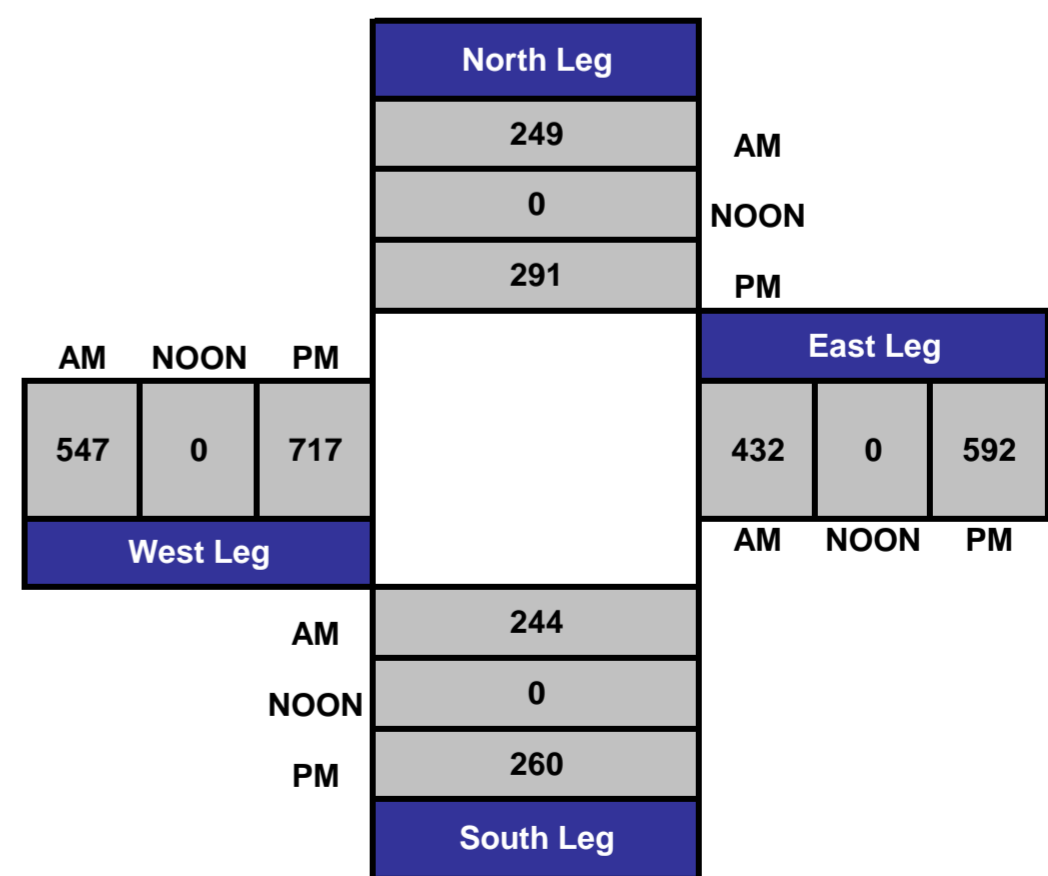 North Leg
249 AM
0 NOON
291 PM
East Leg
AM NOON PM
547 0 717 432 0 592
West Leg
AM NOON PM
AM 244
NOON 0
PM 260
South Leg